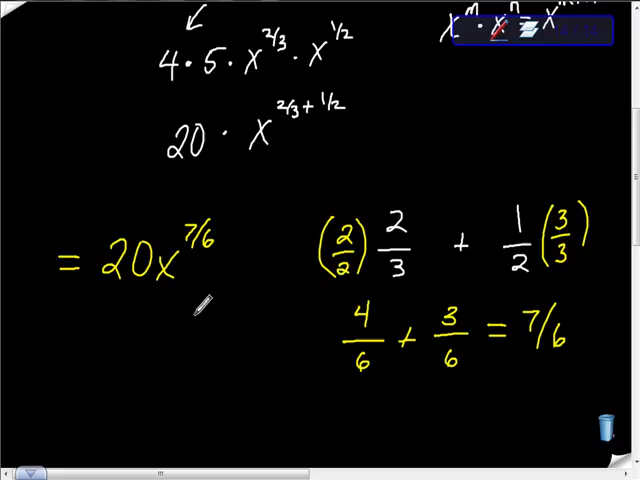 4 · 5 · x^{2/3} · x^{1/2}
20 · x^{2/3 + 1/2}
= 20x^{7/6}
(2/2) 2/3 + 1/2 (3/3)
4/6 + 3/6 = 7/6